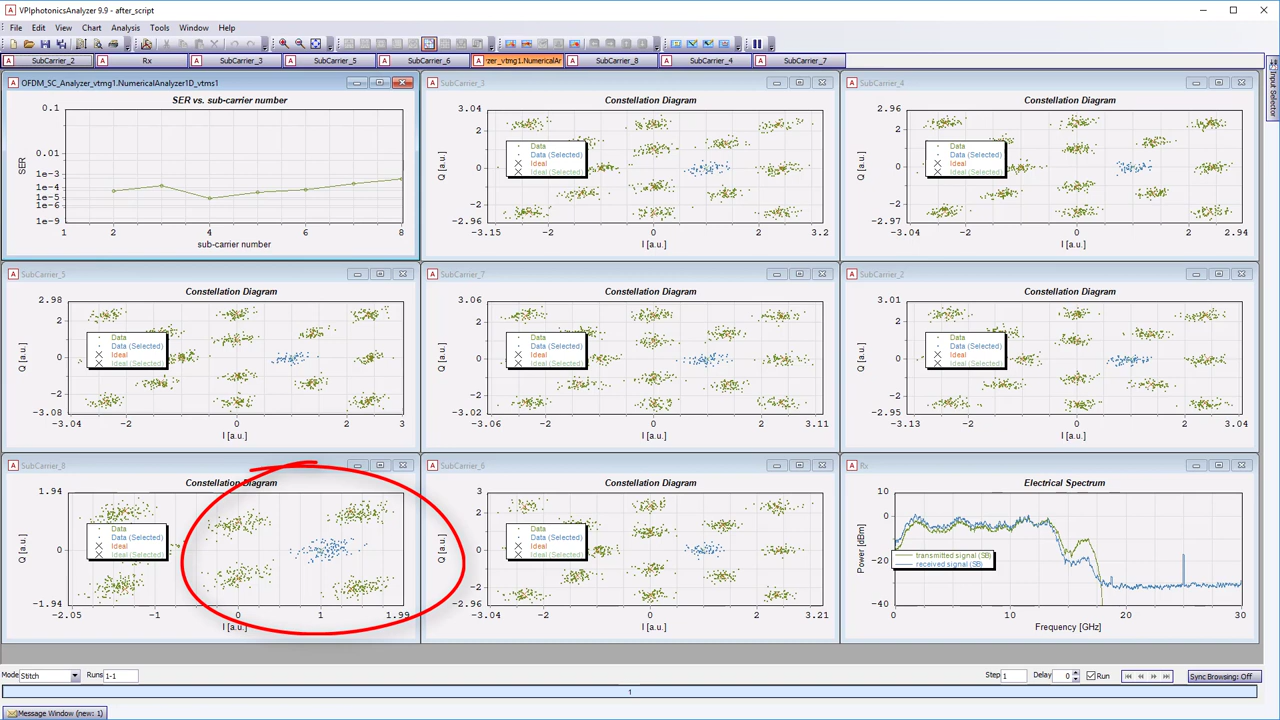 VPIphotonicsAnalyzer 9.9 - after_script
File Edit View Chart Analysis Tools Window Help
SubCarrier_2 Rx SubCarrier_3 SubCarrier_5 SubCarrier_6 zer_vtmg1.NumericalAr SubCarrier_8 SubCarrier_4 SubCarrier_7
Input Selector
OFDM_SC_Analyzer_vtmg1.NumericalAnalyzer1D_vtms1
SER vs. sub-carrier number
SER
0.1
0.01
1e-3
1e-4
1e-5
1e-9
1 2 4 6 8
sub-carrier number
SubCarrier_3
Constellation Diagram
Q [a.u.]
3.04
2
0
-2
-2.96
Data
Data (Selected)
Ideal
Ideal (Selected)
-3.15 -2 0 2 3.2
I [a.u.]
SubCarrier_4
Constellation Diagram
Q [a.u.]
2.96
2
0
-2
-2.97
Data
Data (Selected)
Ideal
Ideal (Selected)
-3.04 -2 0 2 2.94
I [a.u.]
SubCarrier_5
Constellation Diagram
Q [a.u.]
2.98
2
0
-2
-3.08
Data
Data (Selected)
Ideal
Ideal (Selected)
-3.04 -2 0 2 3
I [a.u.]
SubCarrier_7
Constellation Diagram
Q [a.u.]
3.06
2
0
-2
-3.02
Data
Data (Selected)
Ideal
Ideal (Selected)
-3.06 -2 0 2 3.11
I [a.u.]
SubCarrier_2
Constellation Diagram
Q [a.u.]
3.01
2
0
-2
-2.95
Data
Data (Selected)
Ideal
Ideal (Selected)
-3.13 -2 0 2 3.04
I [a.u.]
SubCarrier_8
Constellation Diagram
Q [a.u.]
1.94
0
-1.94
Data
Data (Selected)
Ideal
Ideal (Selected)
-2.05 -1 0 1 1.99
I [a.u.]
SubCarrier_6
Constellation Diagram
Q [a.u.]
3
2
0
-2
-2.96
Data
Data (Selected)
Ideal
Ideal (Selected)
-3 -2 0 2 3
I [a.u.]
Rx
Electrical Spectrum
Power [dBm]
10
0
-20
-40
transmitted signal (SB)
received signal (SB)
0 10 20 30
Frequency [GHz]
Mode Stitch Runs 1-1 Step 1 Delay 0 Run Sync Browsing: Off
1
Message Window (new: 1)